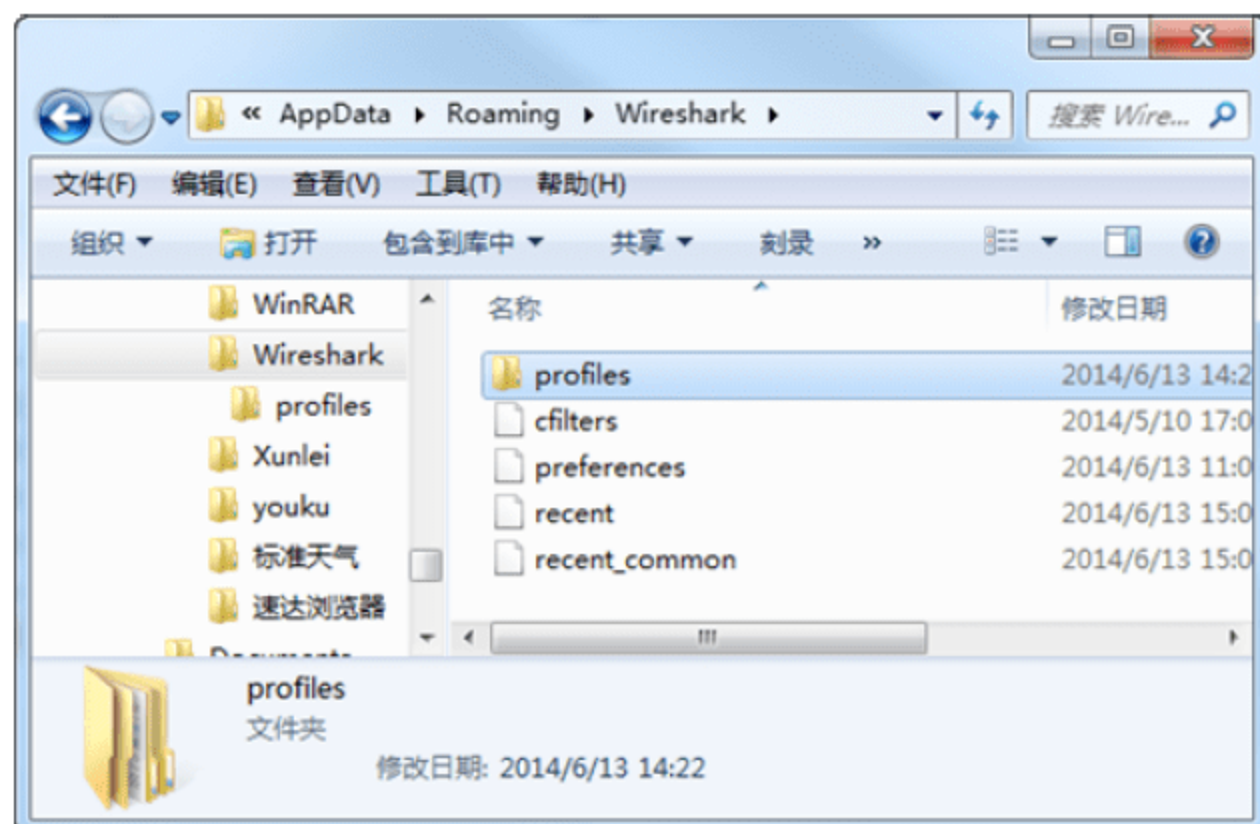 « AppData Roaming Wireshark 搜索 Wire...
文件(F) 编辑(E) 查看(V) 工具(T) 帮助(H)
组织 打开 包含到库中 共享 刻录 »
WinRAR
Wireshark
profiles
Xunlei
youku
标准天气
速达浏览器
Documents
名称 修改日期
profiles 2014/6/13 14:2
cfilters 2014/5/10 17:0
preferences 2014/6/13 11:0
recent 2014/6/13 15:0
recent_common 2014/6/13 15:0
profiles
文件夹
修改日期: 2014/6/13 14:22